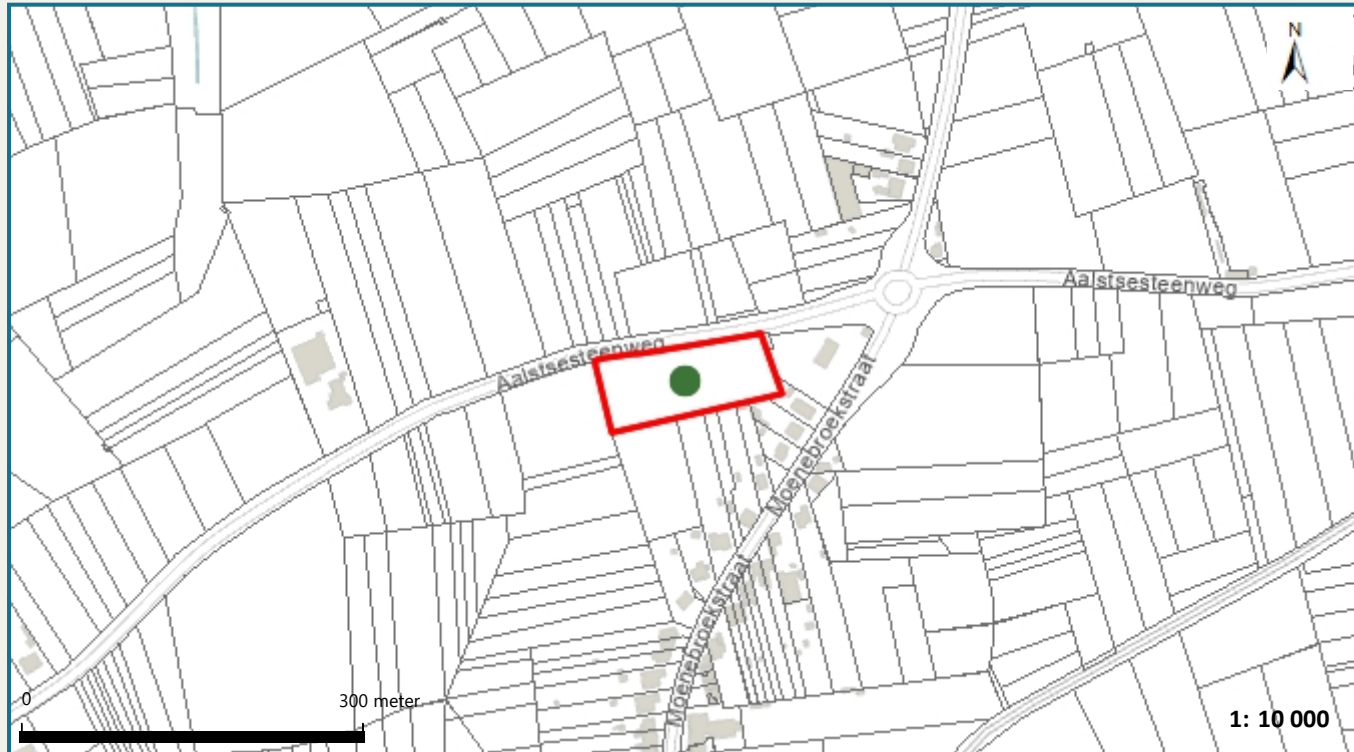 N
Aalstsesteenweg
Aalstsesteenweg
Moenebroekstraat
Moenebroekstraat
0
300 meter
1: 10 000